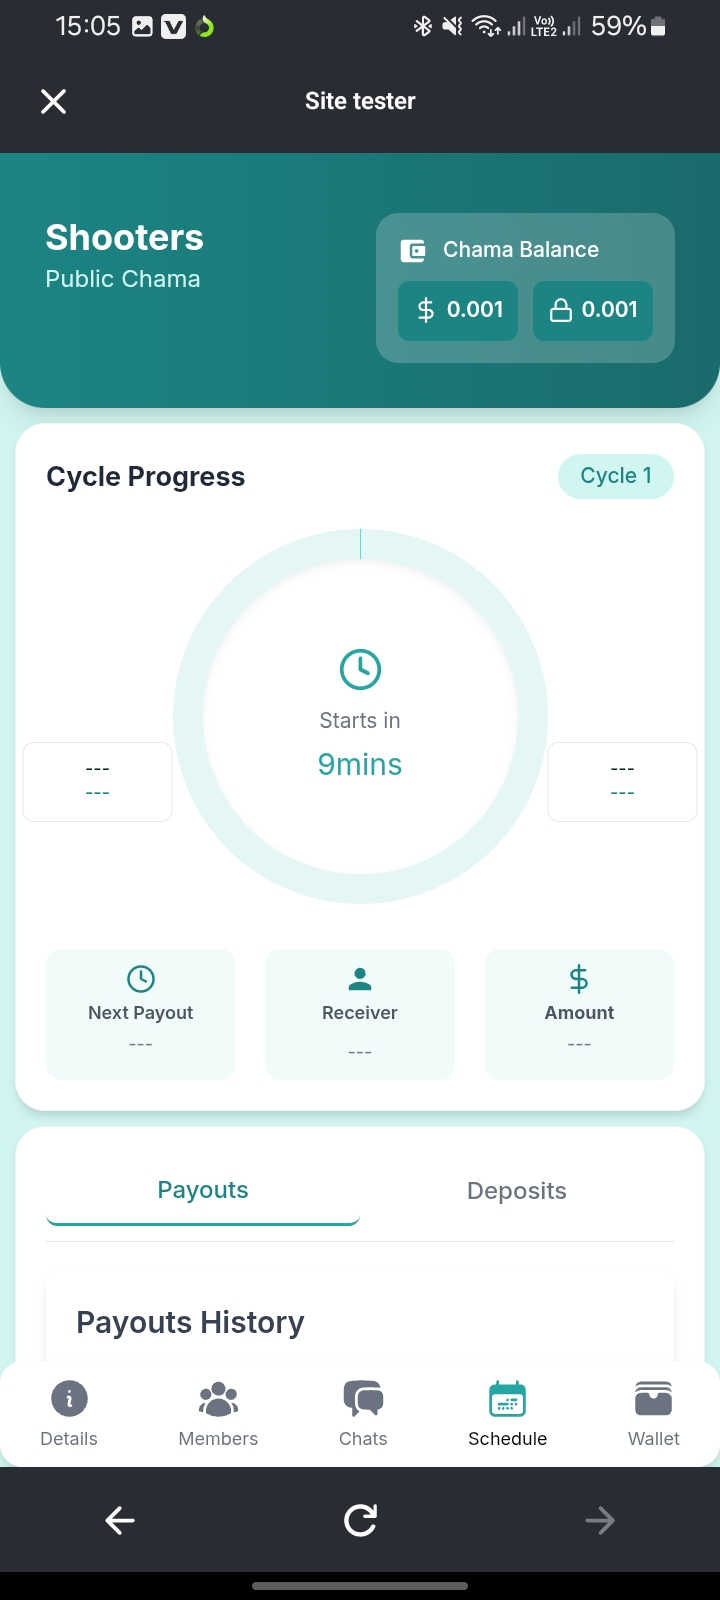 15:05
Vo))
LTE2
59%
Site tester
Shooters
Public Chama
Chama Balance
$ 0.001
0.001
Cycle Progress
Cycle 1
Starts in
9mins
---
---
---
---
Next Payout
---
Receiver
---
$
Amount
---
Payouts
Deposits
Payouts History
Details
Members
Chats
Schedule
Wallet